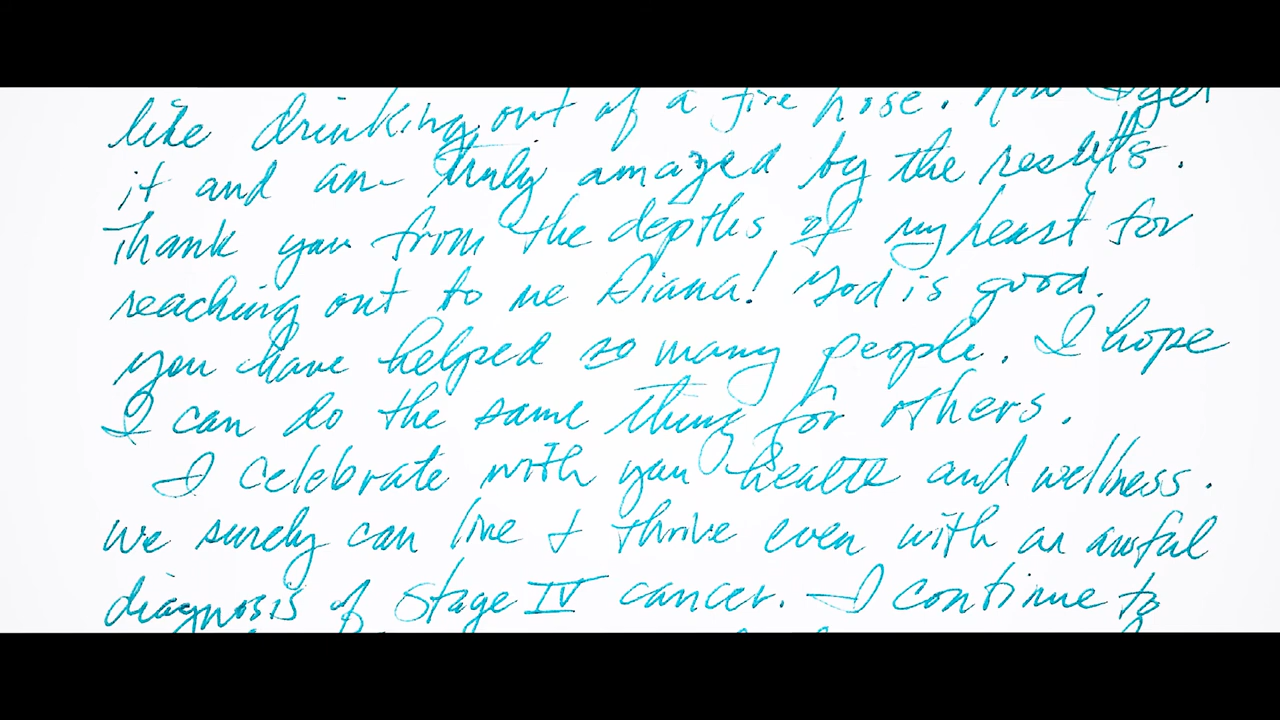 like drinking out of a fire hose. Now I get
it and am truly amazed by the results.
Thank you from the depths of my heart for
reaching out to me Diana! God is good.
you have helped so many people. I hope
I can do the same thing for others.
I celebrate with you health and wellness.
we surely can live & thrive even with an awful
diagnosis of stage IV cancer. I continue to